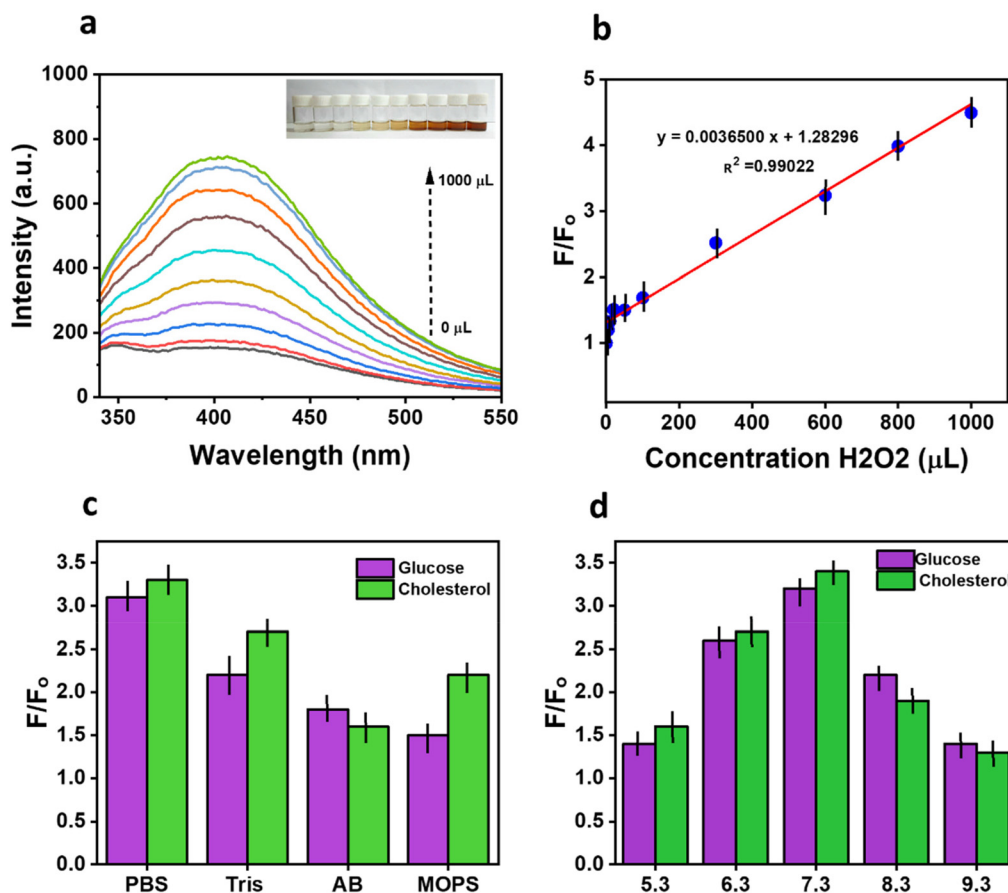 a
1000
800
600
400
200
0
Intensity (a.u.)
350 400 450 500 550
Wavelength (nm)
1000 μL
0 μL
b
5
4
3
2
1
F/Fo
y = 0.0036500 x + 1.28296
R² =0.99022
0 200 400 600 800 1000
Concentration H2O2 (μL)
c
3.5
3.0
2.5
2.0
1.5
1.0
0.5
0.0
F/Fo
Glucose
Cholesterol
PBS Tris AB MOPS
d
3.5
3.0
2.5
2.0
1.5
1.0
0.5
0.0
F/Fo
Glucose
Cholesterol
5.3 6.3 7.3 8.3 9.3